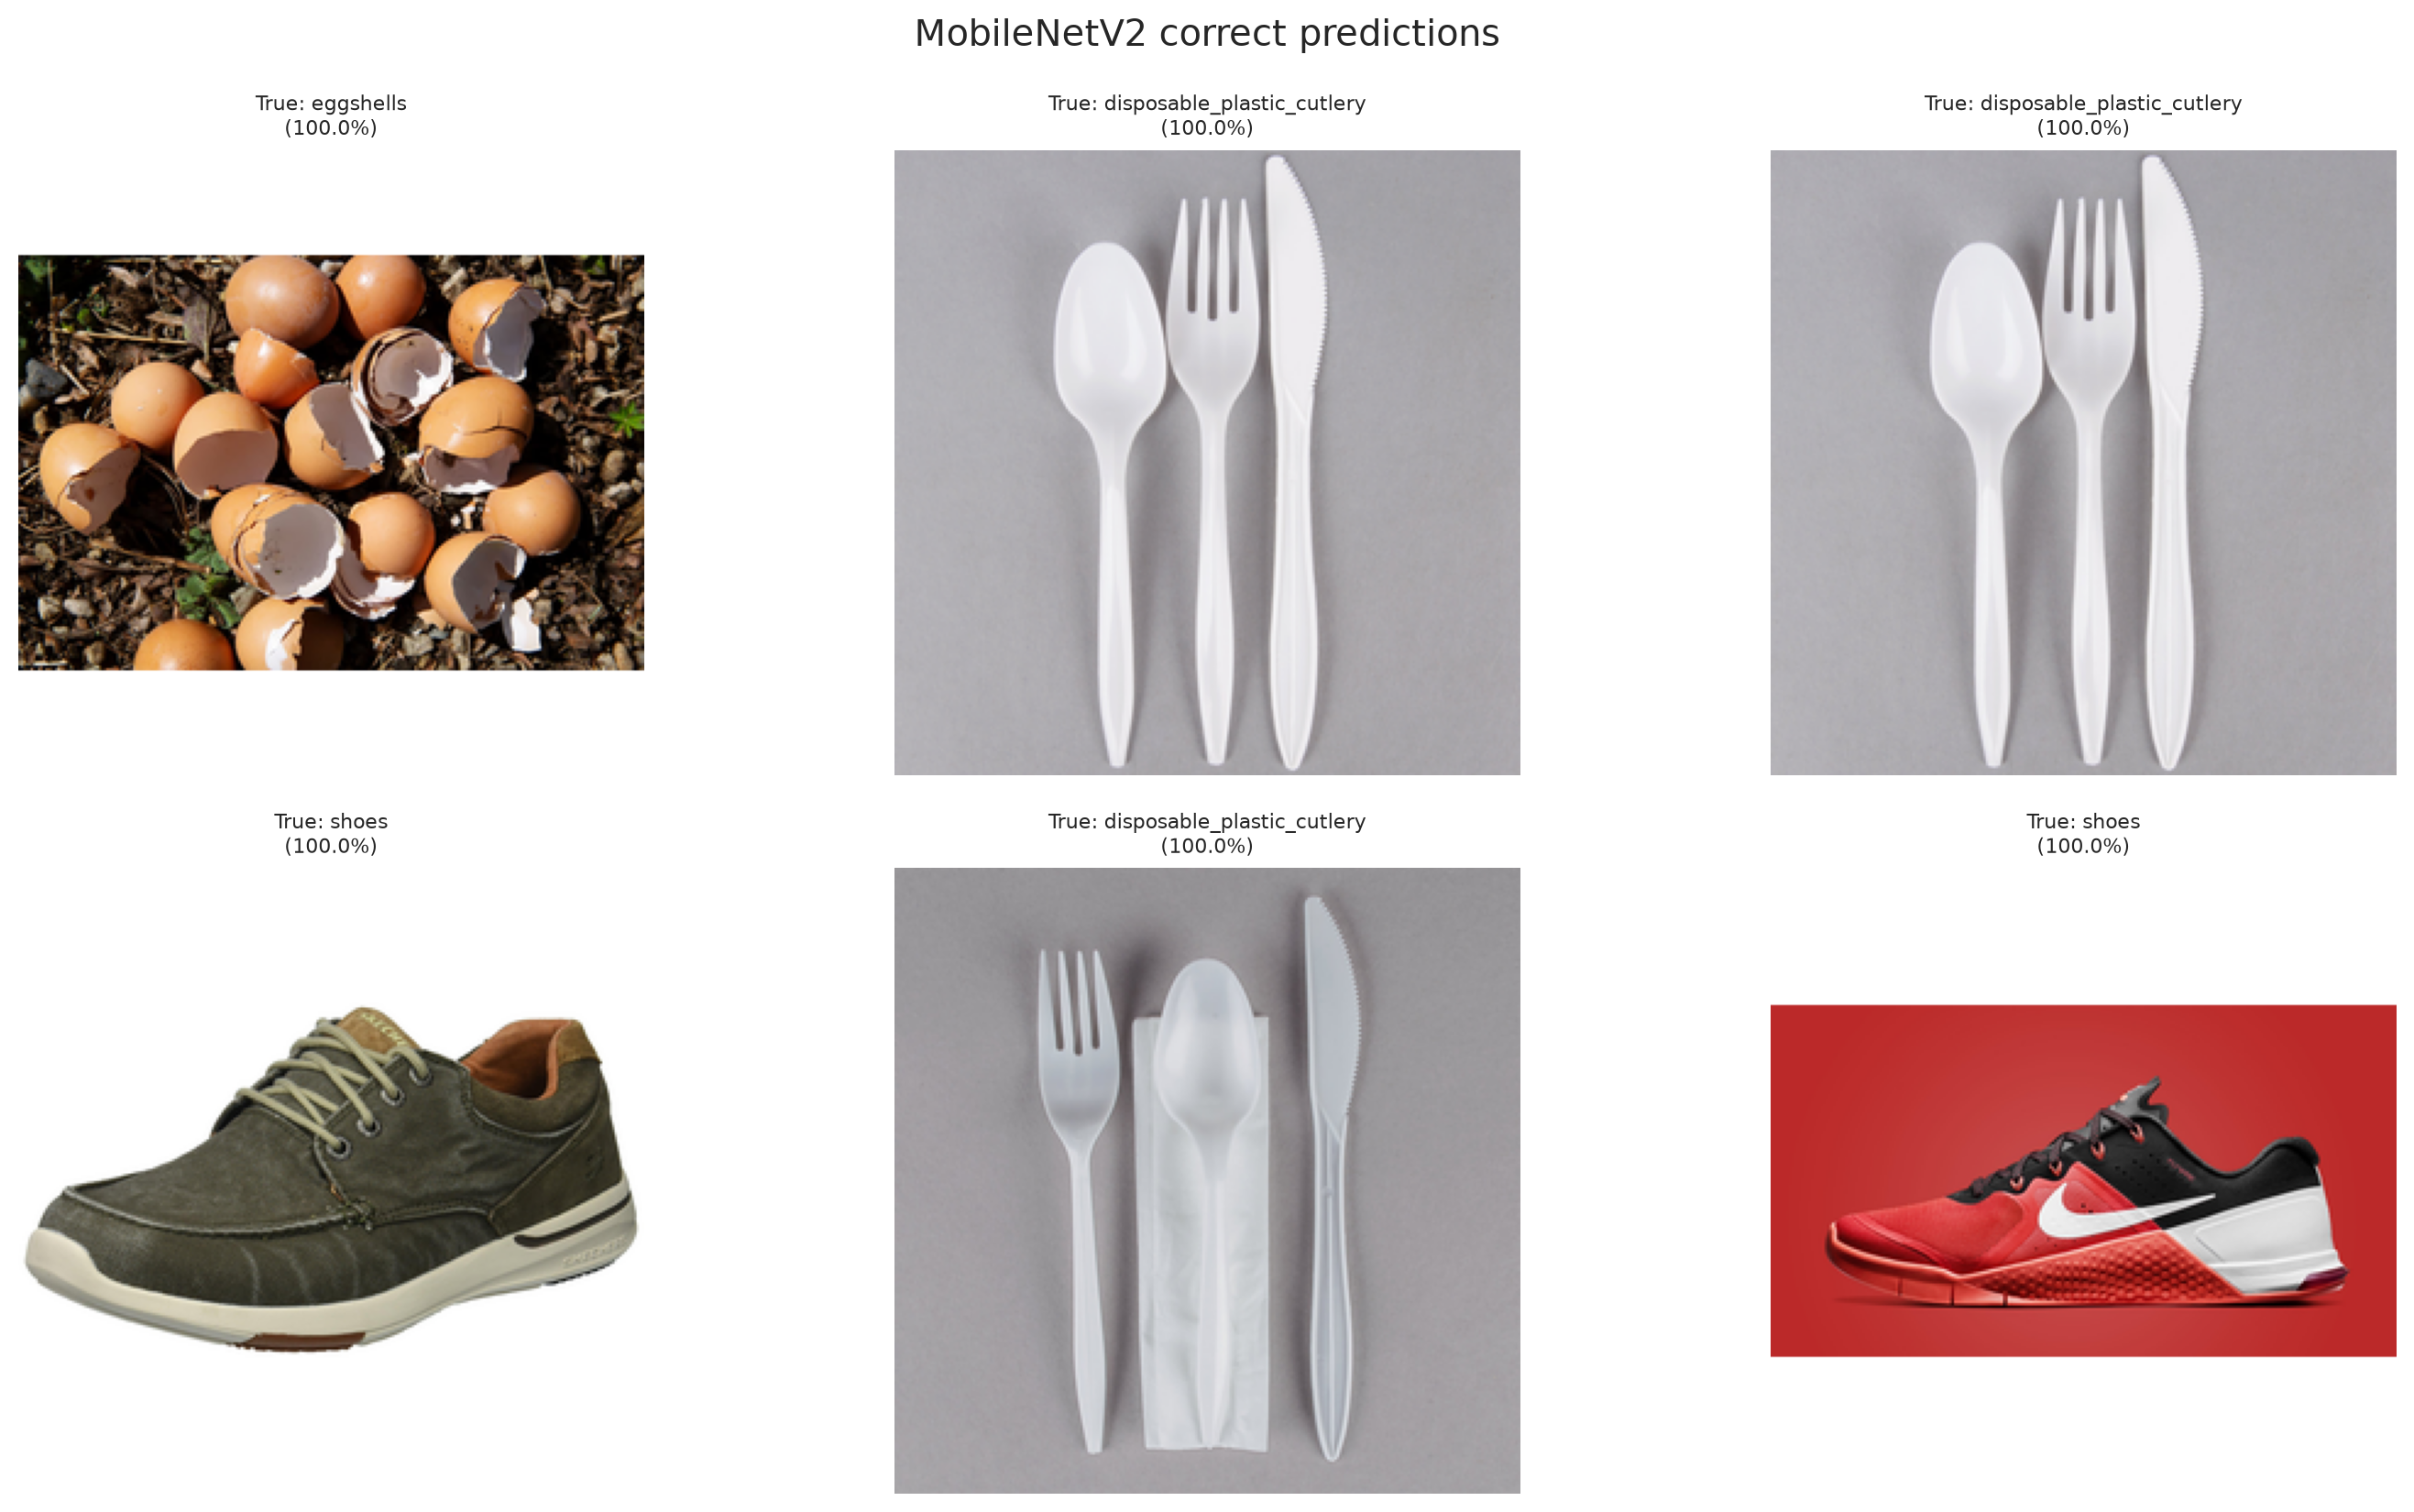 MobileNetV2 correct predictions
True: eggshells
(100.0%)
True: disposable_plastic_cutlery
(100.0%)
True: disposable_plastic_cutlery
(100.0%)
True: shoes
(100.0%)
True: disposable_plastic_cutlery
(100.0%)
True: shoes
(100.0%)